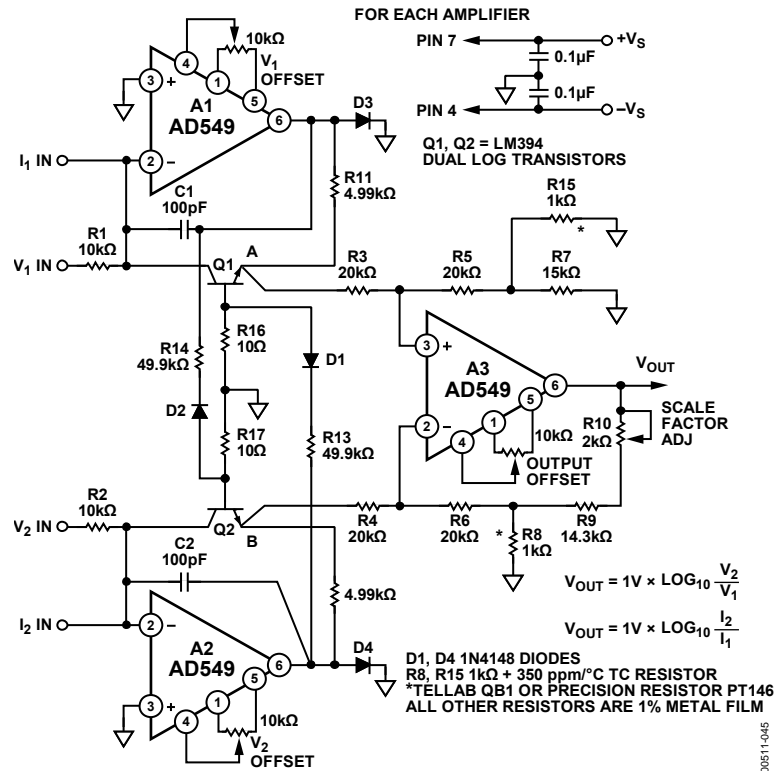 FOR EACH AMPLIFIER
PIN 7
+VS
0.1µF
0.1µF
PIN 4
–VS
Q1, Q2 = LM394
DUAL LOG TRANSISTORS
10kΩ
V1
OFFSET
4
1
5
3
+
A1
AD549
6
D3
I1 IN
2
–
R11
4.99kΩ
C1
100pF
R1
10kΩ
V1 IN
Q1
A
R15
1kΩ
*
R3
20kΩ
R5
20kΩ
R7
15kΩ
R16
10Ω
R14
49.9kΩ
D1
D2
R17
10Ω
R13
49.9kΩ
3
+
A3
AD549
6
5
1
4
2
–
10kΩ
OUTPUT
OFFSET
VOUT
R10
2kΩ
SCALE
FACTOR
ADJ
R2
10kΩ
V2 IN
Q2
B
R4
20kΩ
R6
20kΩ
*
R8
1kΩ
R9
14.3kΩ
C2
100pF
4.99kΩ
I2 IN
2
–
A2
AD549
6
5
1
4
3
+
10kΩ
V2
OFFSET
D4
VOUT = 1V × LOG10 V2/V1
VOUT = 1V × LOG10 I2/I1
D1, D4 1N4148 DIODES
R8, R15 1kΩ + 350 ppm/°C TC RESISTOR
*TELLAB QB1 OR PRECISION RESISTOR PT146
ALL OTHER RESISTORS ARE 1% METAL FILM
00511-045